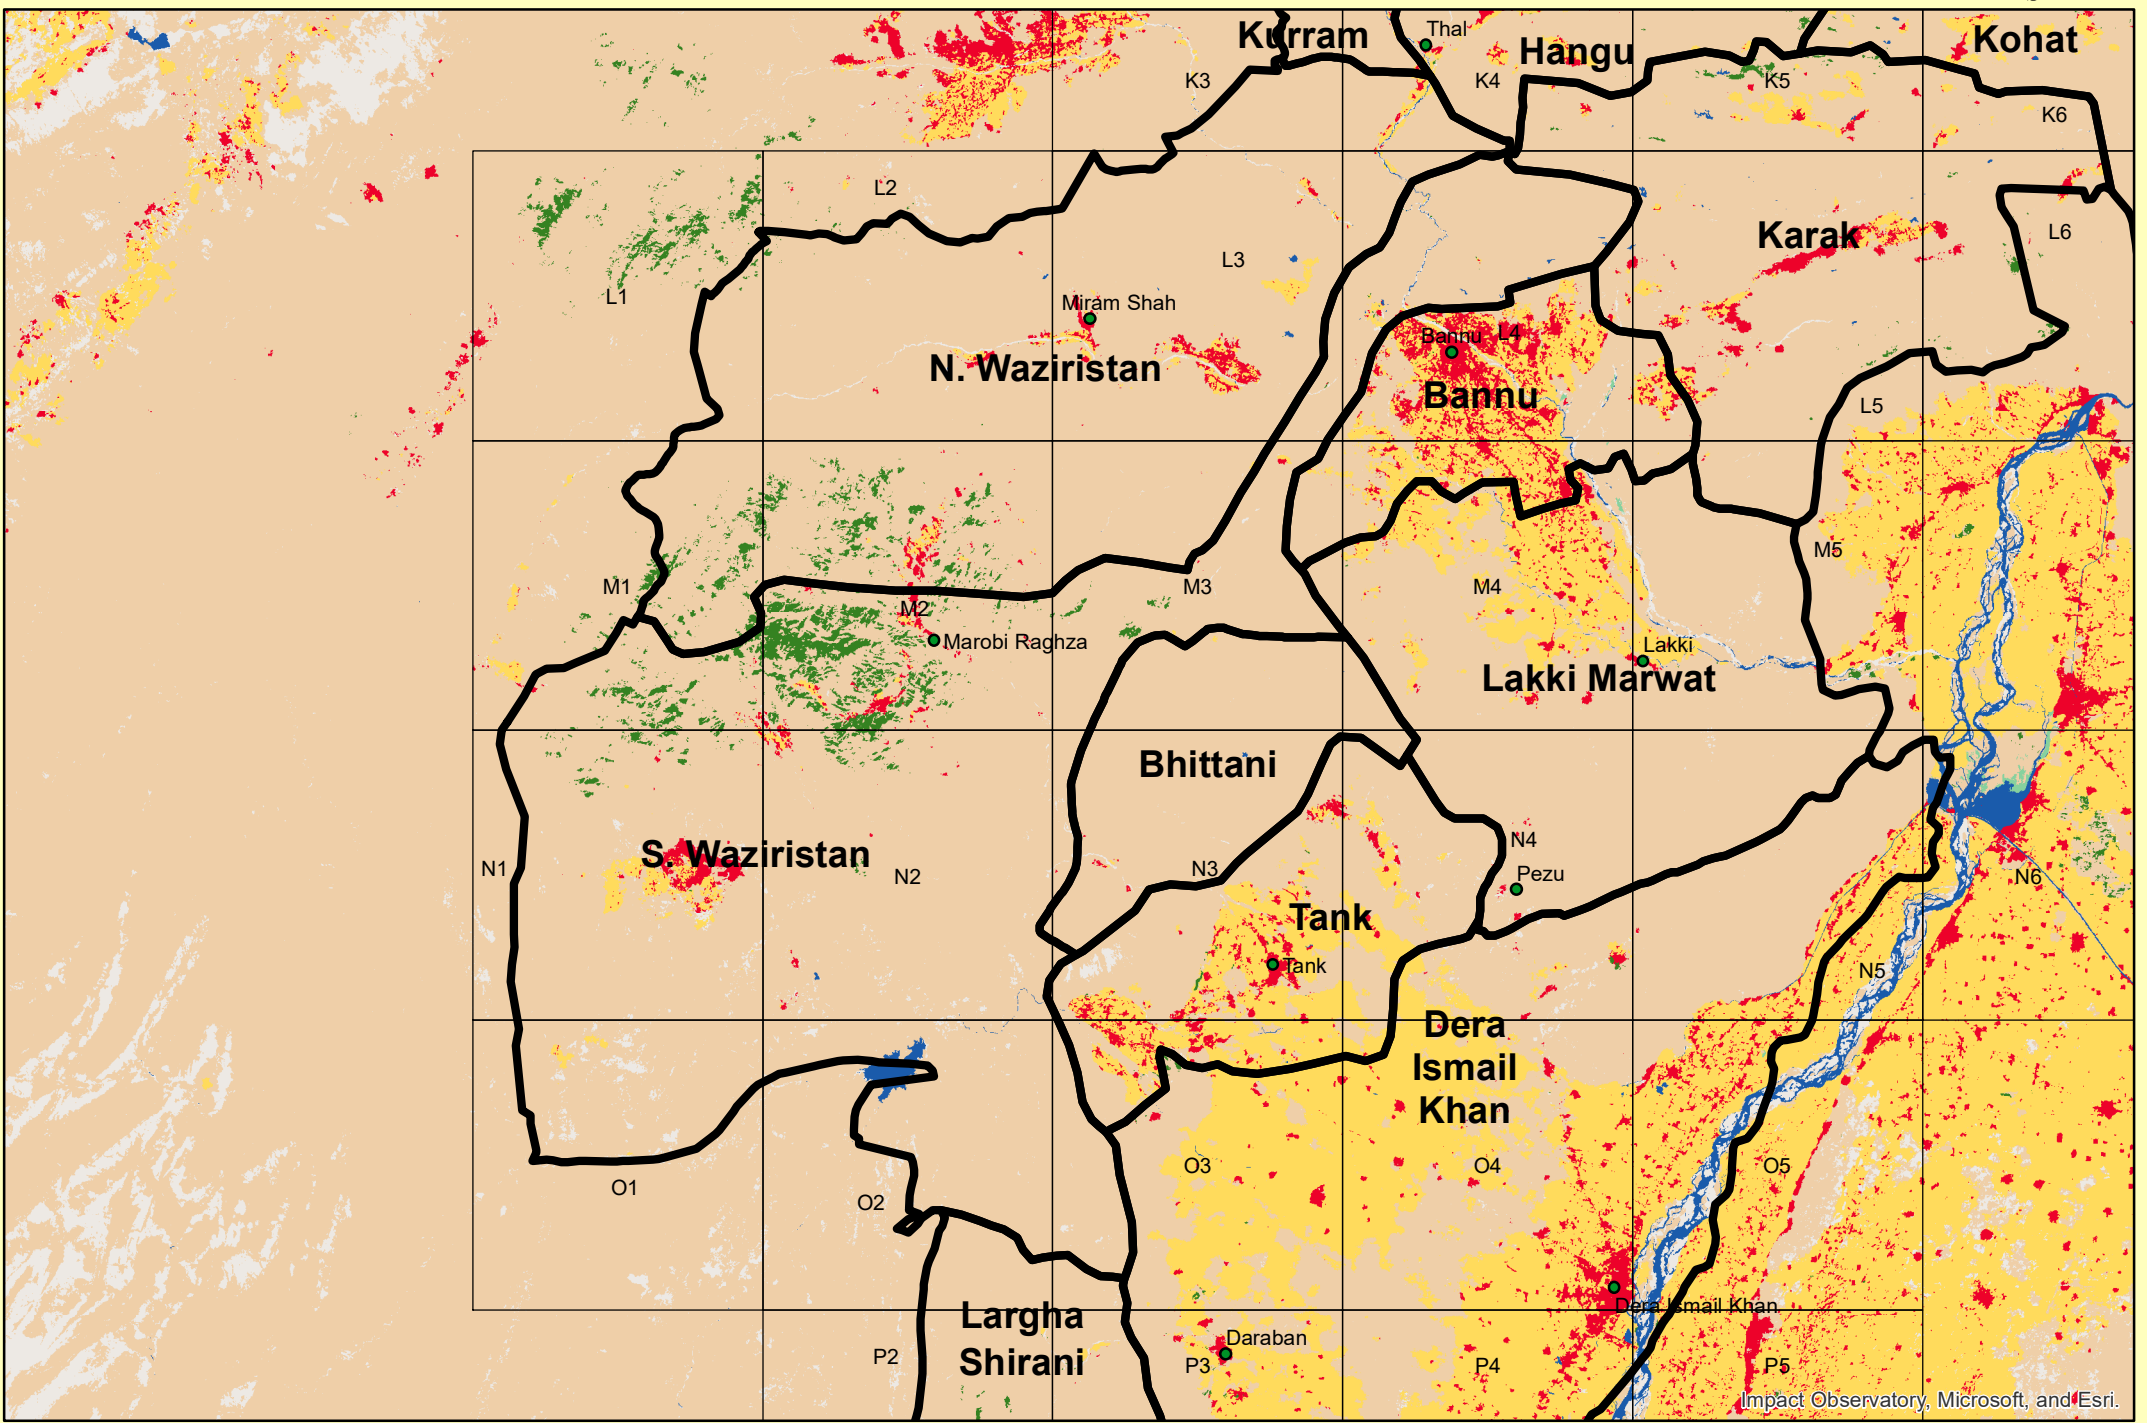 Kurram
Thal
Hangu
Kohat
K3
K4
K5
K6
L2
Karak
L6
L3
L1
Miram Shah
Bannu
L4
N. Waziristan
Bannu
L5
M5
M1
M3
M4
M2
Marobi Raghza
Lakki
Lakki Marwat
Bhittani
S. Waziristan
N1
N2
N3
N4
Pezu
N6
Tank
Tank
N5
Dera
Ismail
Khan
O1
O2
O3
O4
O5
Largha
Shirani
Dera Ismail Khan
Daraban
P2
P3
P4
P5
Impact Observatory, Microsoft, and Esri.